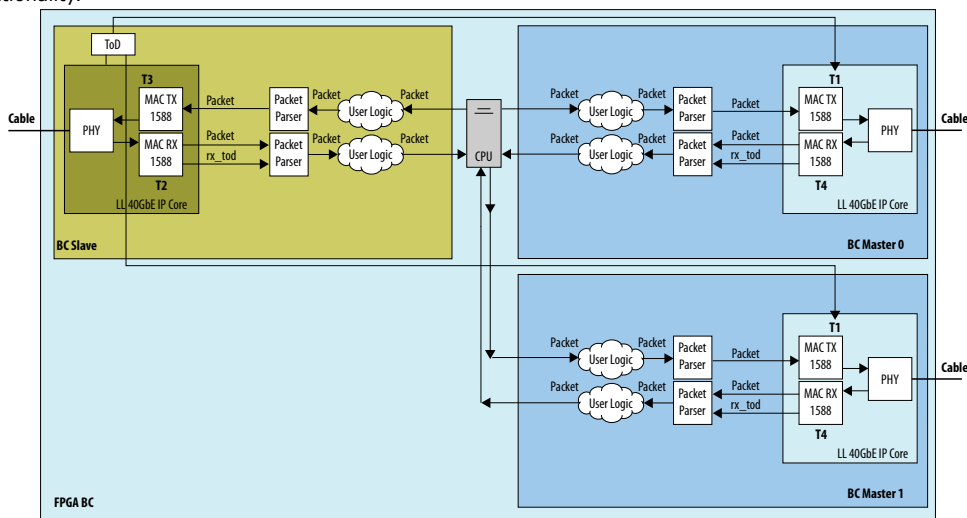 ToD
T3
T1
Cable
PHY
MAC TX
1588
Packet
Packet
Parser
Packet
User Logic
Packet
MAC RX
1588
Packet
rx_tod
Packet
Parser
Packet
User Logic
Packet
T2
LL 40GbE IP Core
BC Slave
CPU
Packet
User Logic
Packet
Packet
Parser
Packet
MAC TX
1588
PHY
Cable
Packet
User Logic
Packet
Packet
Parser
Packet
rx_tod
MAC RX
1588
T4
LL 40GbE IP Core
BC Master 0
T1
Packet
User Logic
Packet
Packet
Parser
Packet
MAC TX
1588
PHY
Cable
Packet
User Logic
Packet
Packet
Parser
Packet
rx_tod
MAC RX
1588
T4
LL 40GbE IP Core
BC Master 1
FPGA BC